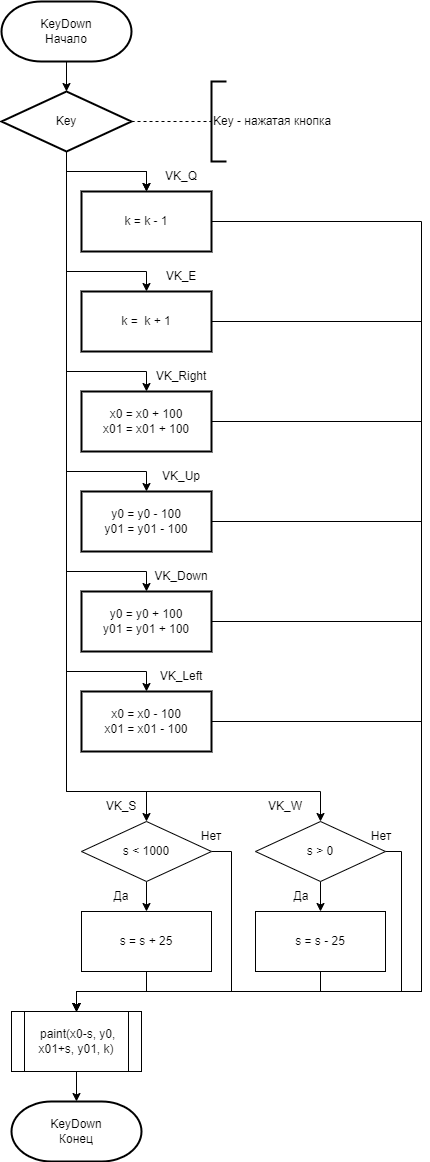 KeyDown
Начало
Key
Key - нажатая кнопка
VK_Q
k = k - 1
VK_E
k = k + 1
VK_Right
x0 = x0 + 100
x01 = x01 + 100
VK_Up
y0 = y0 - 100
y01 = y01 - 100
VK_Down
y0 = y0 + 100
y01 = y01 + 100
VK_Left
x0 = x0 - 100
x01 = x01 - 100
VK_S
VK_W
s < 1000
Нет
s > 0
Нет
Да
Да
s = s + 25
s = s - 25
paint(x0-s, y0,
x01+s, y01, k)
KeyDown
Конец